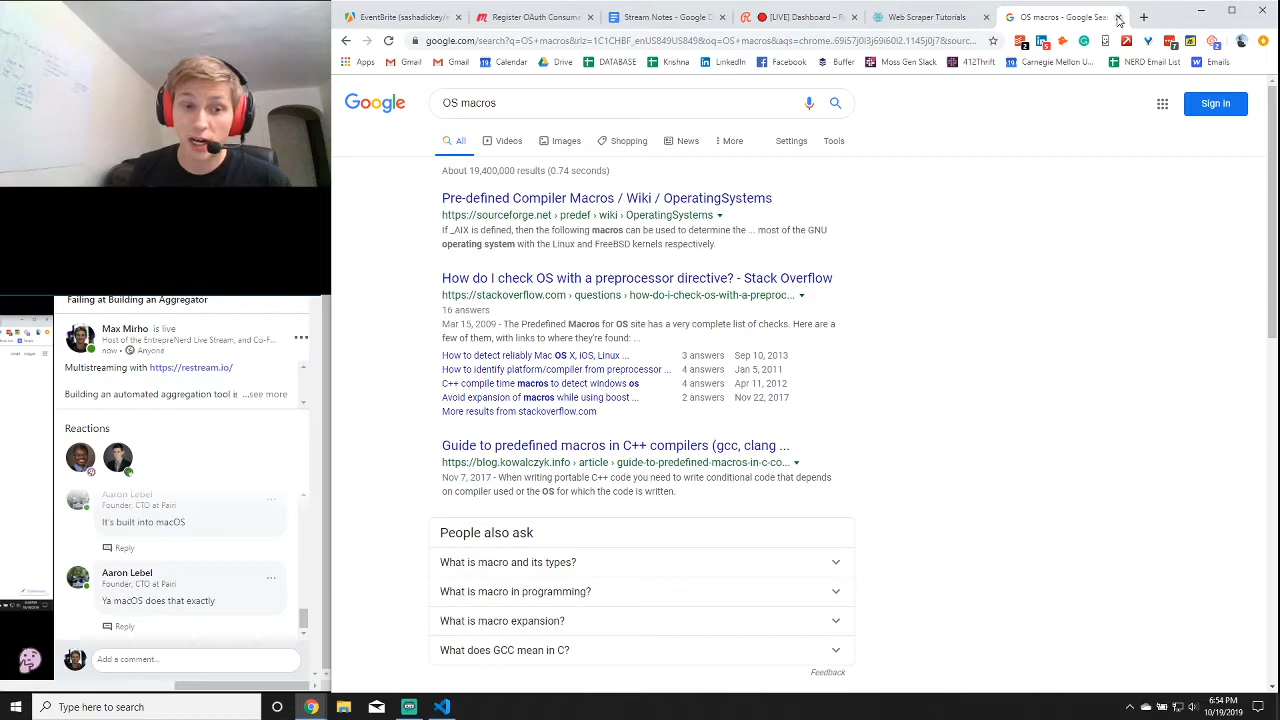 EventBrite (sashadickey/e
Register OAuth Consume
Stream Notes - Google D
[LIVE] Dashboard – R
Web Scraper Tutorials
OS macros - Google Sear
google.com/search?q=OS+macros&rlz=1C1CHBF_enUS849US849&oq=OS+macros&aqs=chrome..69i57j0l3j69i60l2.1145j0j7&sourc...
Apps
Gmail
Gmail
Calendar
Drive
DATABASE
Krishna
LinkedIn
Facebook
Buffer
Moss Gen Slack
412Thrift
Carnegie Mellon U...
NERD Email List
Emails
Google
OS macros
Sign in
All
Videos
Images
Shopping
News
More
Settings
Tools
About 19,400,000 results (0.74 seconds)
Pre-defined Compiler Macros / Wiki / OperatingSystems
https://sourceforge.net › predef › wiki › OperatingSystems
If _AIX is defined, then the following macros can be used to determine the ... most of the GNU
operating system with the Linux and FreeBSD kernels respectively.
How do I check OS with a preprocessor directive? - Stack Overflow
https://stackoverflow.com › questions › how-do-i-check-os-with-a-preproc...
16 answers
Mar 15, 2009 - The Predefined Macros for OS site has a very complete list of checks. Here are a
few of them, with links to where they're found: ...
How to detect reliably Mac OS X, iOS, Linux ... 3 answers Sep 10, 2013
How to identify platform/compiler from preprocessor ... 4 answers Jan 5, 2011
C++ compile time macros to detect windows os 4 answers Apr 11, 2012
Avoid expansion of macros while using boost ... 2 answers Nov 22, 2017
More results from stackoverflow.com
Guide to predefined macros in C++ compilers (gcc, clang ...
https://blog.kowalczyk.info › article › guide-to-predefined-macros-in-c-co...
Nov 7, 2017 - When writing portable C++ code you need to write conditional code that depends
on compiler used or the OS for which the code is written.
People also ask
What is macro and its types?
What is macro in programming?
What is macro expansion?
What does GCC mean in C?
Feedback
Failing at Building an Aggregator
Max Mirho is live
Host of the EntrepreNerd Live Stream, and Co-F...
now • Anyone
Multistreaming with https://restream.io/
Building an automated aggregation tool is ...see more
Reactions
Aaron Lebel
Founder, CTO at Pairi
It's built into macOS
Reply
Aaron Lebel
Founder, CTO at Pairi
Ya macOS does that exactly
Reply
Add a comment...
Type here to search
6:54 PM
10/19/2019